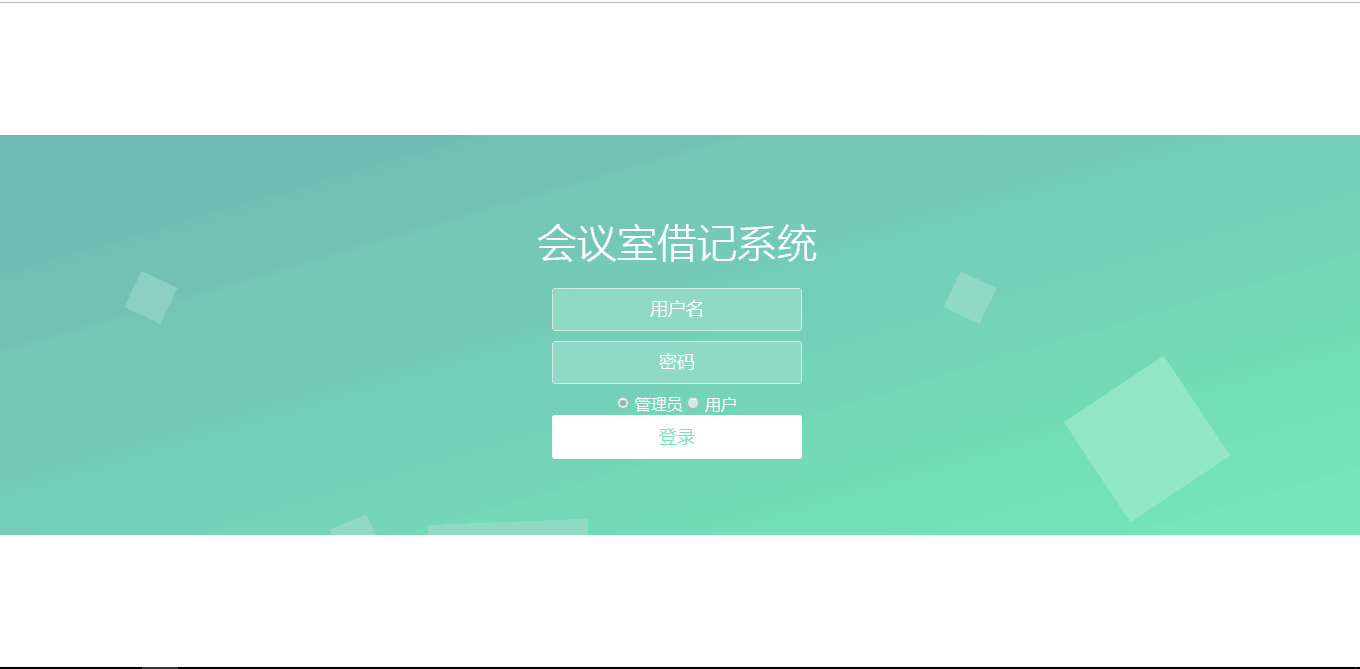 会议室借记系统
用户名
密码
管理员 用户
登录